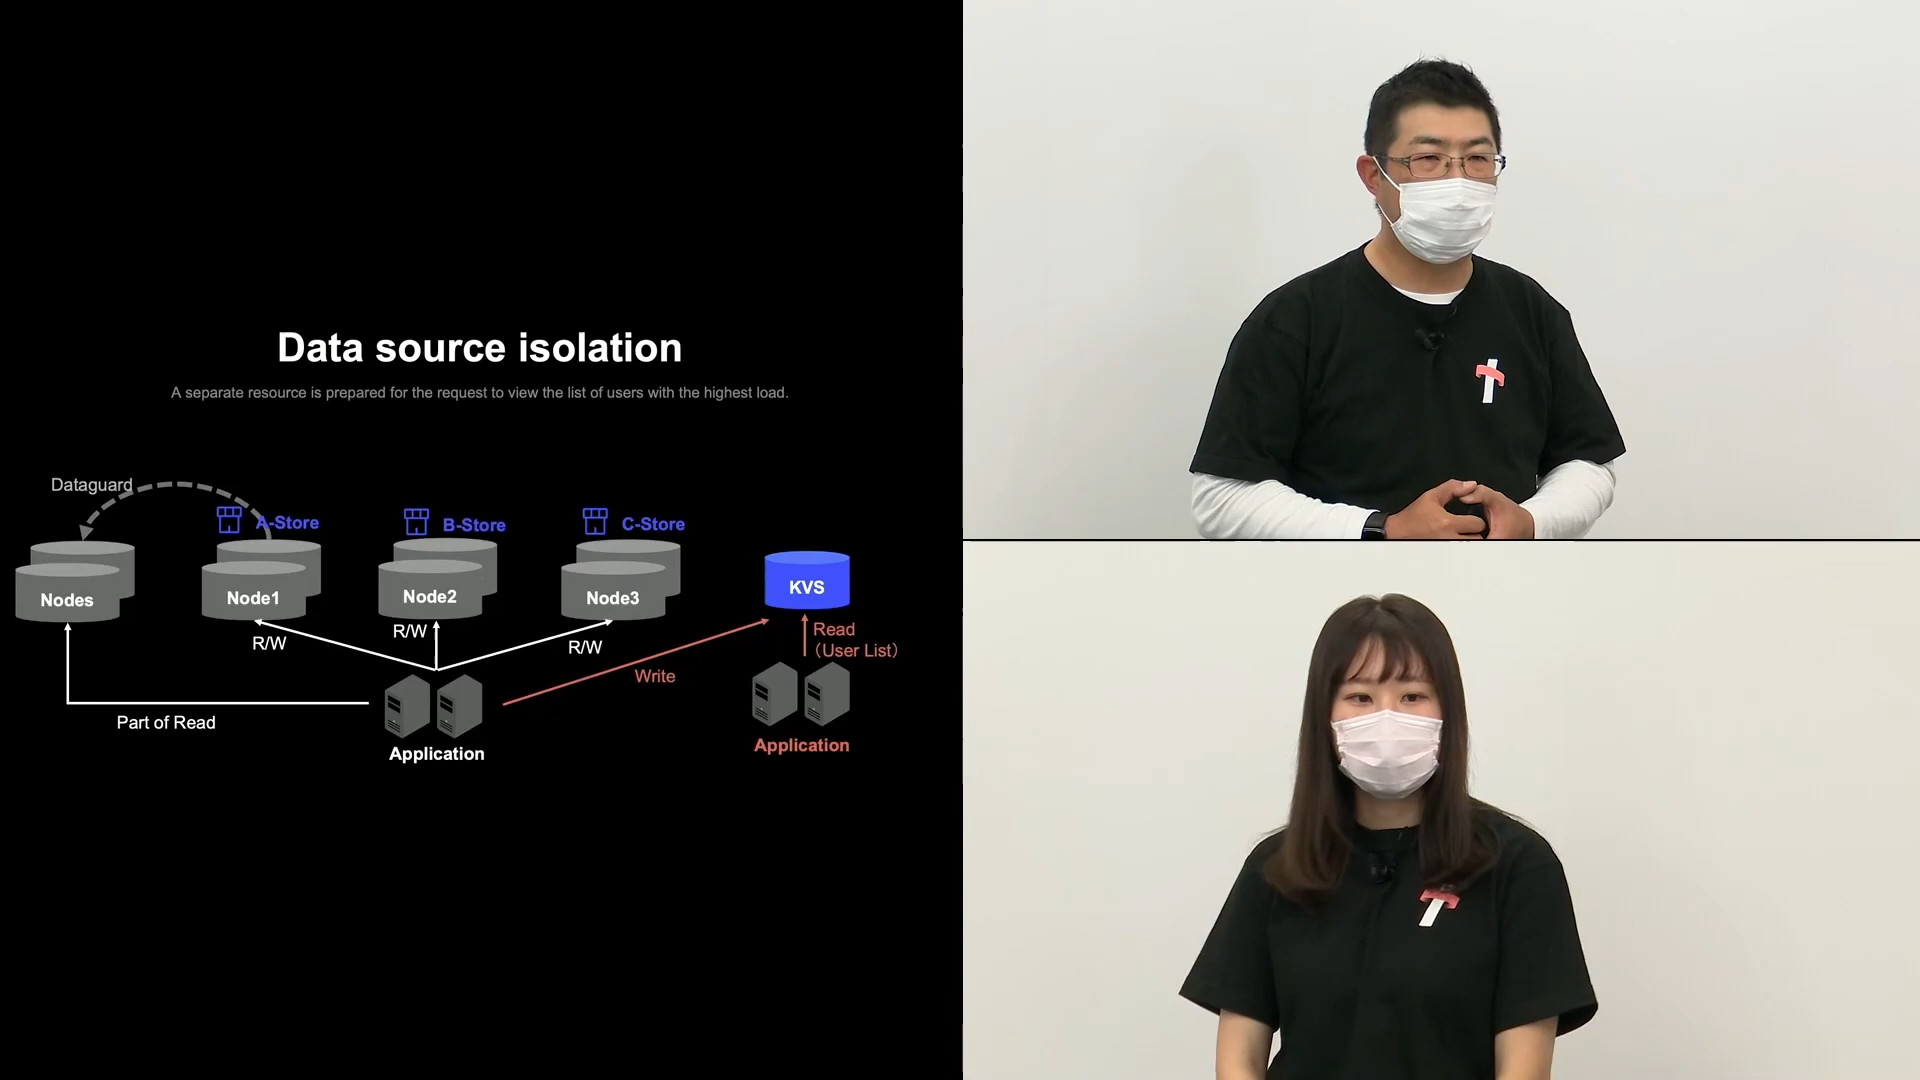 Data source isolation
A separate resource is prepared for the request to view the list of users with the highest load.
Dataguard
A-Store
B-Store
C-Store
Nodes
Node1
Node2
Node3
KVS
R/W
R/W
R/W
Read
（User List）
Write
Part of Read
Application
Application